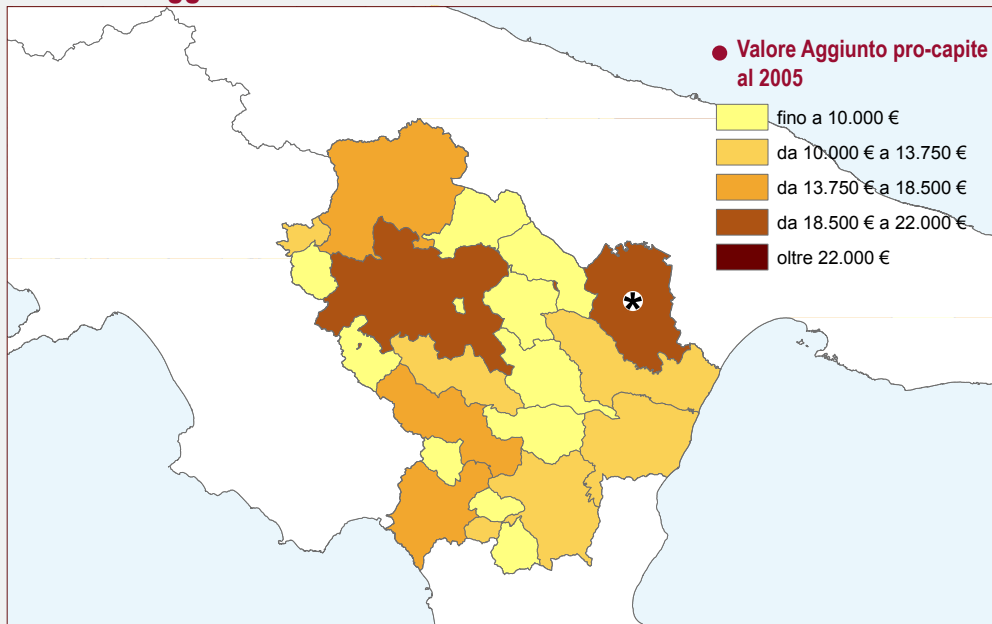 Valore Aggiunto pro-capite
al 2005
fino a 10.000 €
da 10.000 € a 13.750 €
da 13.750 € a 18.500 €
da 18.500 € a 22.000 €
oltre 22.000 €
*